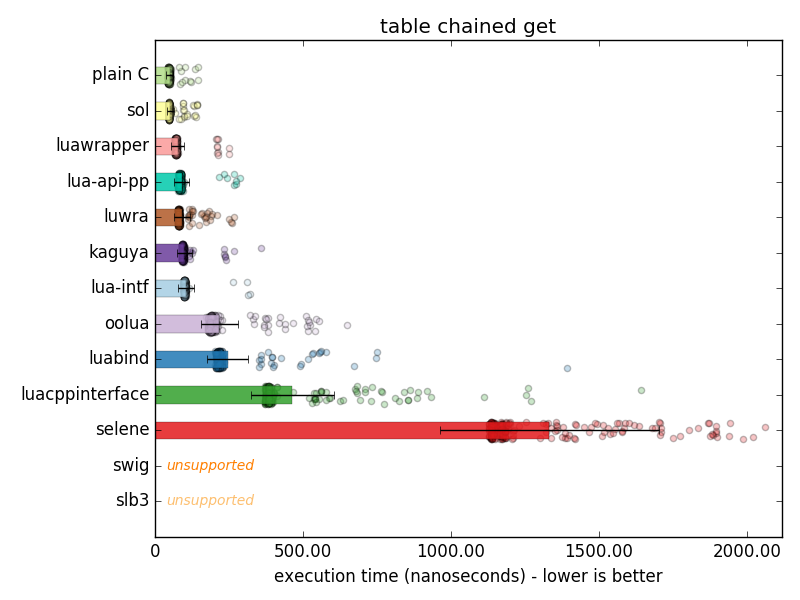 table chained get
plain C
sol
luawrapper
lua-api-pp
luwra
kaguya
lua-intf
oolua
luabind
luacppinterface
selene
swig unsupported
slb3 unsupported
0 500.00 1000.00 1500.00 2000.00
execution time (nanoseconds) - lower is better